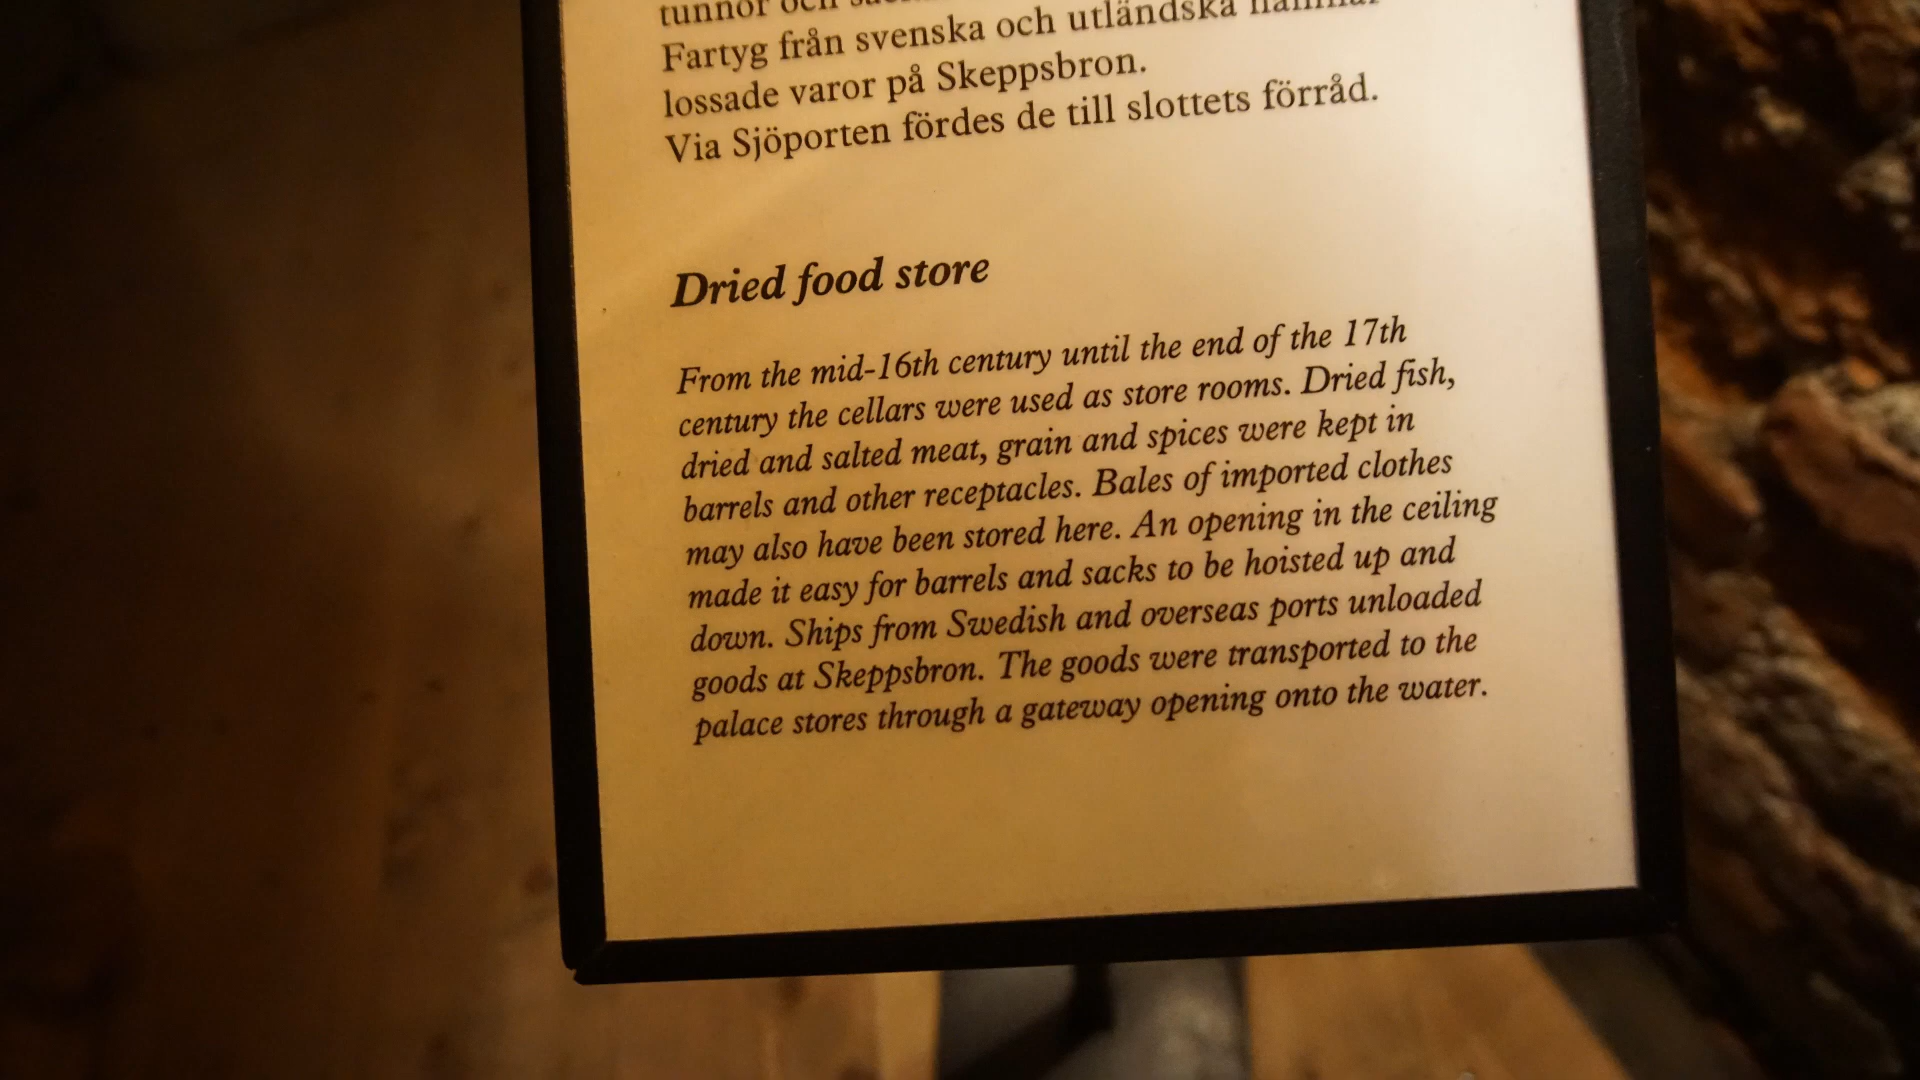 tunnor och
Fartyg från svenska och utländska hamnar
lossade varor på Skeppsbron.
Via Sjöporten fördes de till slottets förråd.
Dried food store
From the mid-16th century until the end of the 17th
century the cellars were used as store rooms. Dried fish,
dried and salted meat, grain and spices were kept in
barrels and other receptacles. Bales of imported clothes
may also have been stored here. An opening in the ceiling
made it easy for barrels and sacks to be hoisted up and
down. Ships from Swedish and overseas ports unloaded
goods at Skeppsbron. The goods were transported to the
palace stores through a gateway opening onto the water.